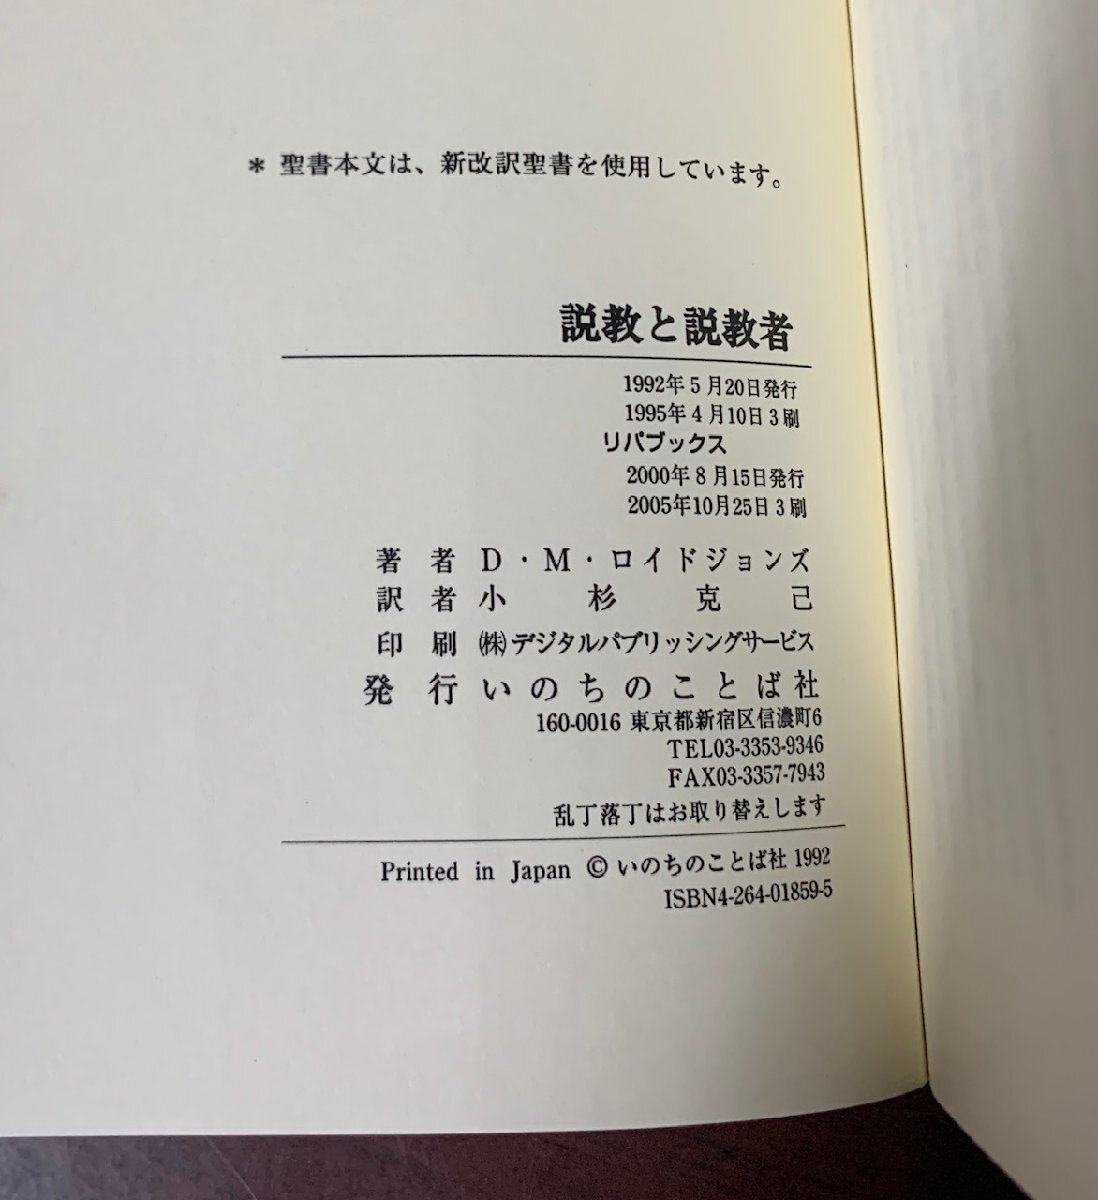 * 聖書本文は、新改訳聖書を使用しています。
説教と説教者
1992年5月20日発行
1995年4月10日3刷
リパブックス
2000年8月15日発行
2005年10月25日3刷
著者 D・M・ロイドジョンズ
訳者 小杉克己
印刷 ㈱デジタルパブリッシングサービス
発行 いのちのことば社
160-0016 東京都新宿区信濃町6
TEL03-3353-9346
FAX03-3357-7943
乱丁落丁はお取り替えします
Printed in Japan © いのちのことば社 1992
ISBN4-264-01859-5